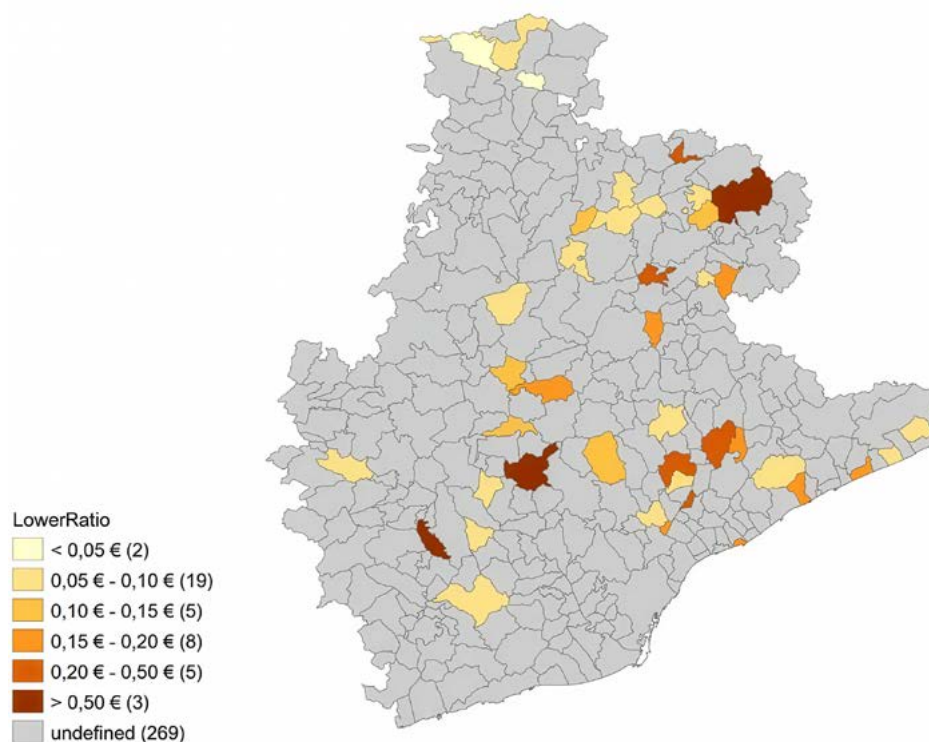 LowerRatio
< 0,05 € (2)
0,05 € - 0,10 € (19)
0,10 € - 0,15 € (5)
0,15 € - 0,20 € (8)
0,20 € - 0,50 € (5)
> 0,50 € (3)
undefined (269)